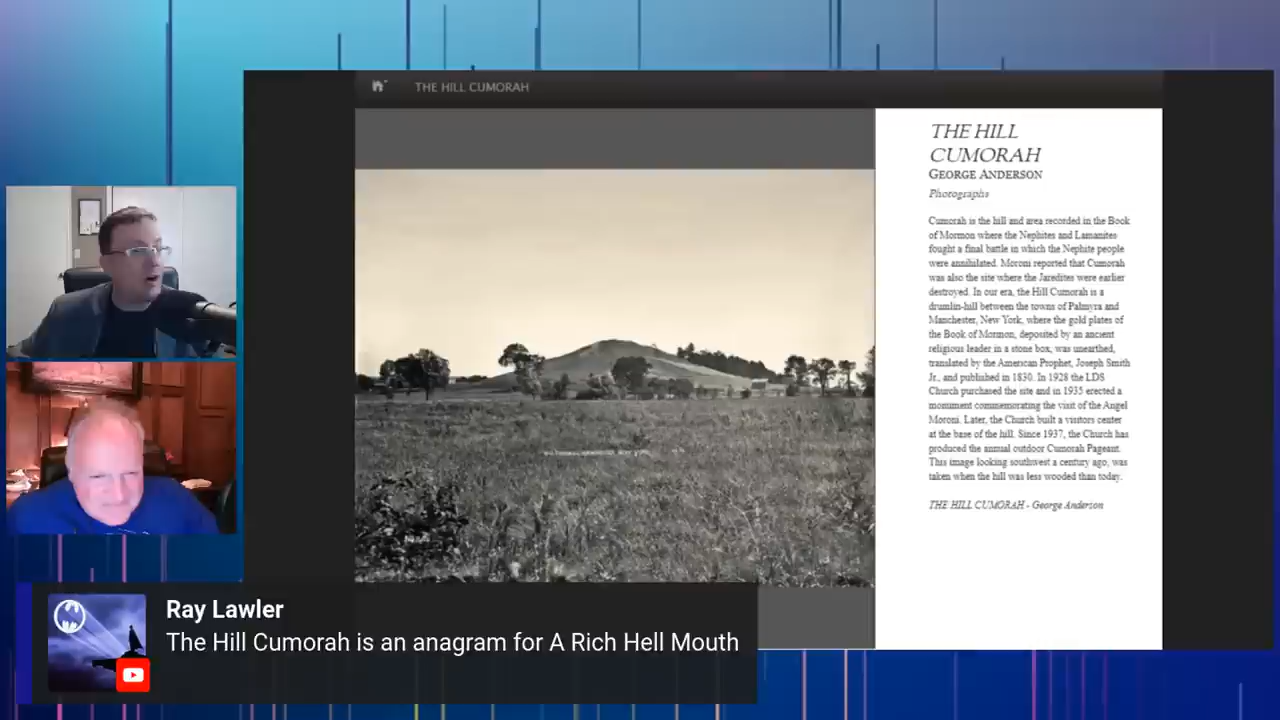 THE HILL CUMORAH
THE HILL
CUMORAH
GEORGE ANDERSON
Photographs
Cumorah is the hill and area recorded in the Book
of Mormon where the Nephites and Lamanites
fought a final battle in which the Nephite people
were annihilated. Moroni reported that Cumorah
was also the site where the Jaredites were earlier
destroyed. In our era, the Hill Cumorah is a
drumlin-hill between the towns of Palmyra and
Manchester, New York, where the gold plates of
the Book of Mormon, deposited by an ancient
religious leader in a stone box, was unearthed,
translated by the American Prophet, Joseph Smith
Jr., and published in 1830. In 1928 the LDS
Church purchased the site and in 1935 erected a
monument commemorating the visit of the Angel
Moroni. Later, the Church built a visitors center
at the base of the hill. Since 1937, the Church has
produced the annual outdoor Cumorah Pageant.
This image looking southwest a century ago, was
taken when the hill was less wooded than today.
THE HILL CUMORAH - George Anderson
Ray Lawler
The Hill Cumorah is an anagram for A Rich Hell Mouth